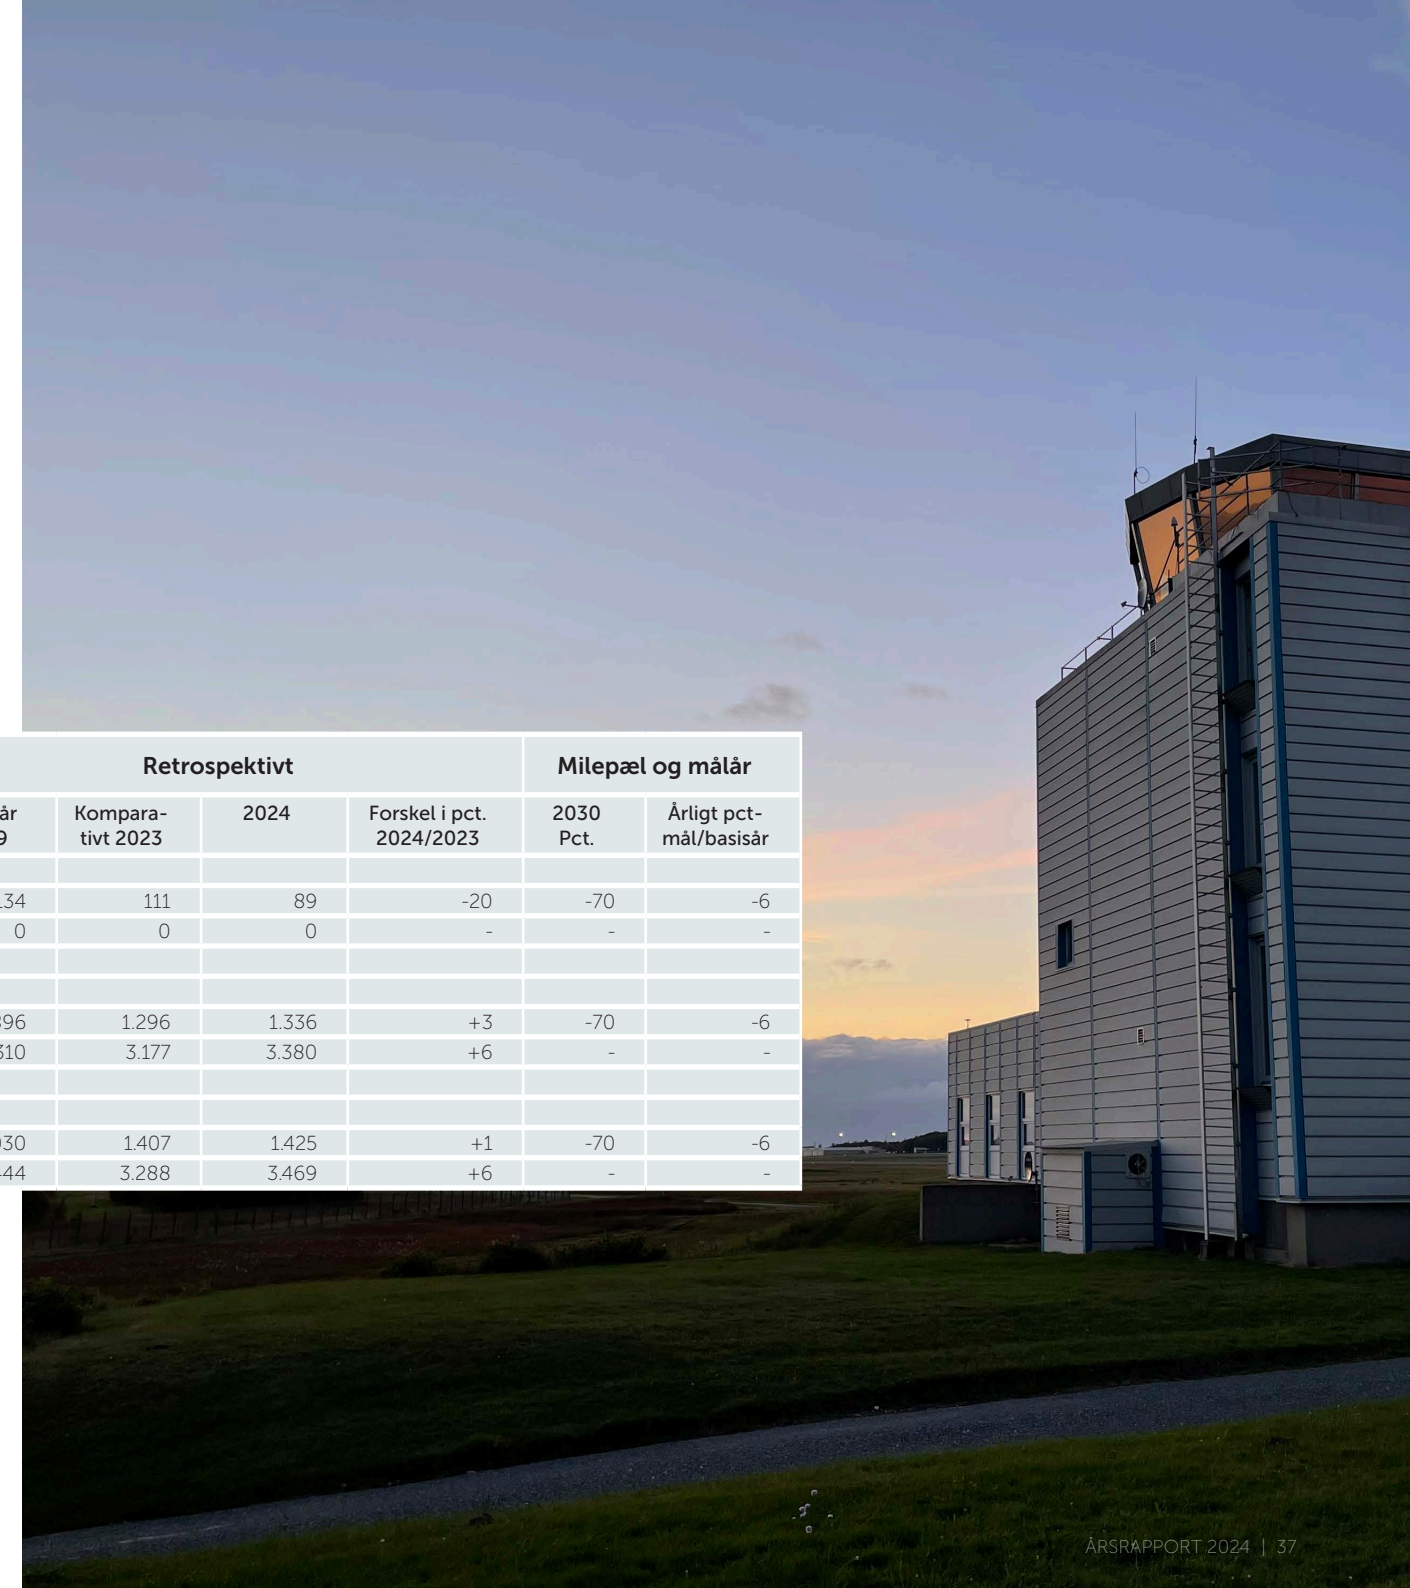 Retrospektivt Milepæl og målår
Kompara- 2024 Forskel i pct. 2030 Årligt pct-
tivt 2023 2024/2023 Pct. mål/basisår
111 89 -20 -70 -6
0 0 0 - - -
1.296 1.336 +3 -70 -6
3.177 3.380 +6 - -
1.407 1.425 +1 -70 -6
3.288 3.469 +6 - -
ÅRSRAPPORT 2024 | 37